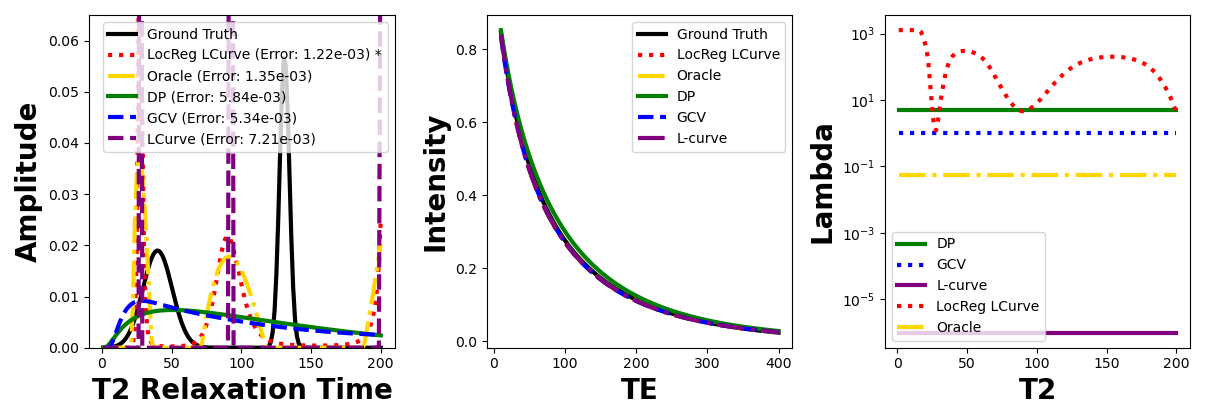 0.06
0.05
0.04
0.03
0.02
0.01
0.00
Amplitude
Ground Truth
LocReg LCurve (Error: 1.22e-03) *
Oracle (Error: 1.35e-03)
DP (Error: 5.84e-03)
GCV (Error: 5.34e-03)
LCurve (Error: 7.21e-03)
0
50
100
150
200
T2 Relaxation Time
0.8
0.6
0.4
0.2
0.0
Intensity
Ground Truth
LocReg LCurve
Oracle
DP
GCV
L-curve
0
100
200
300
400
TE
10³
10¹
10⁻¹
10⁻³
10⁻⁵
Lambda
DP
GCV
L-curve
LocReg LCurve
Oracle
0
50
100
150
200
T2